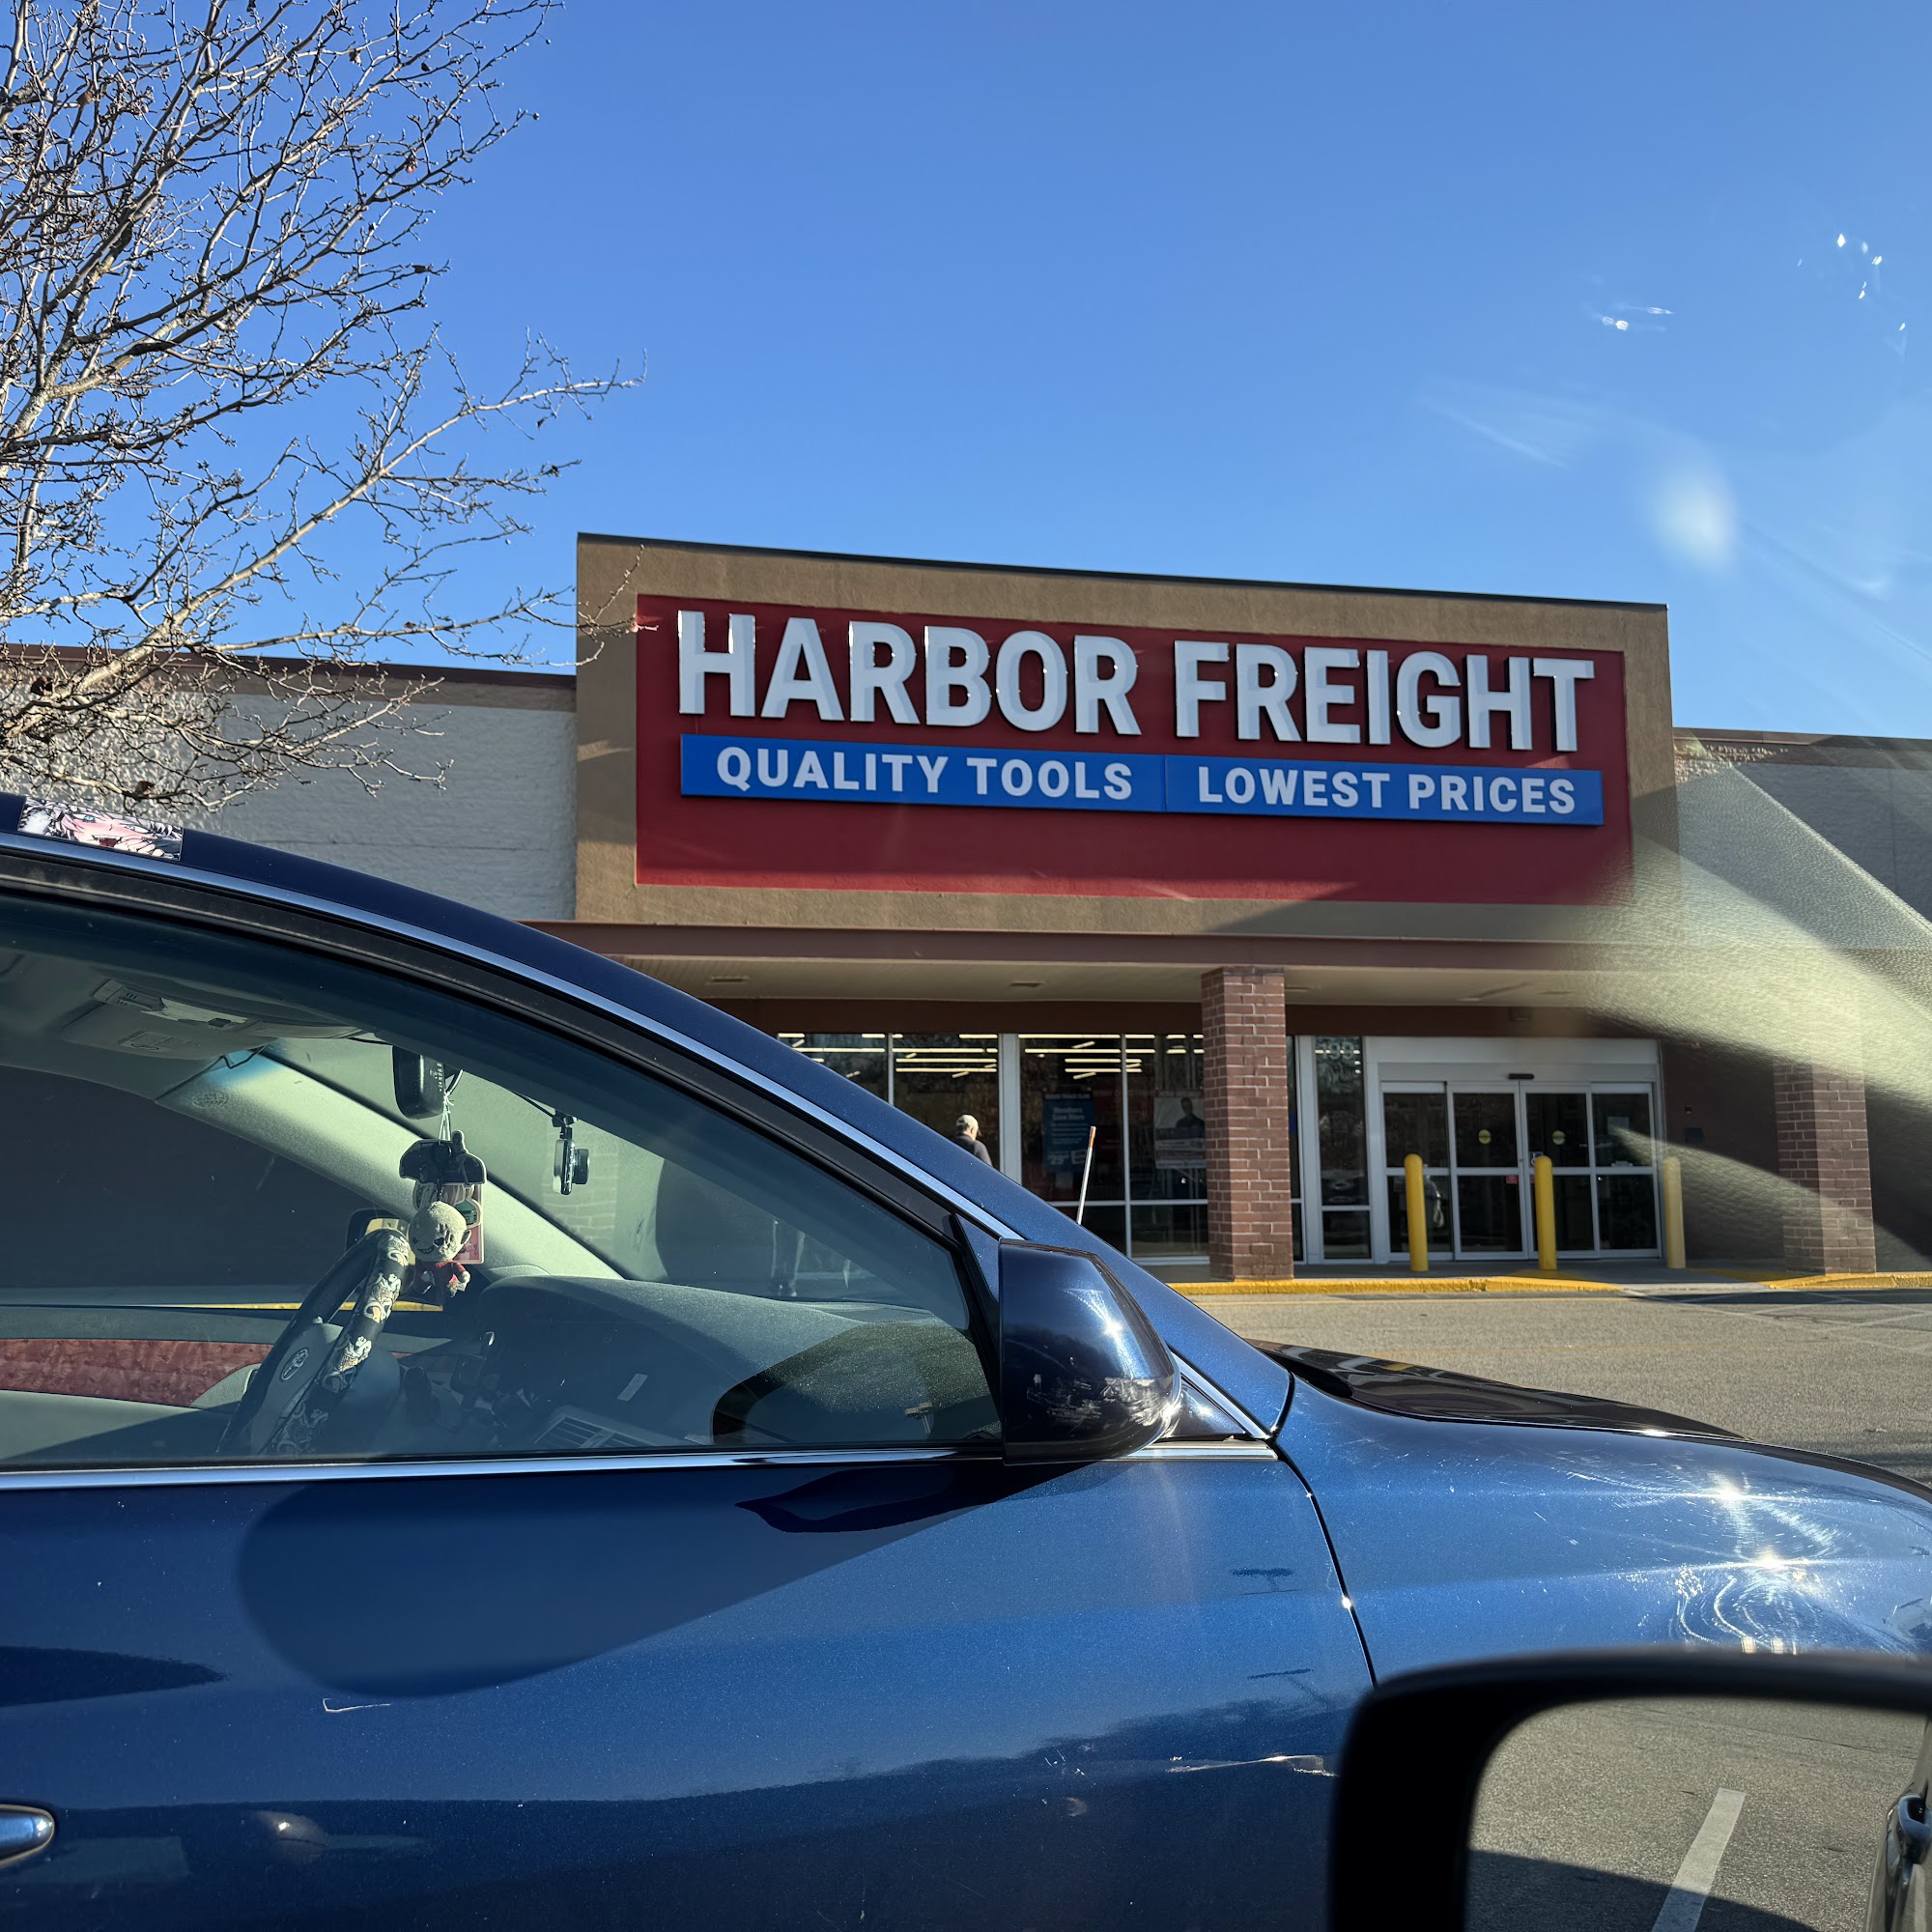 HARBOR FREIGHT
QUALITY TOOLS LOWEST PRICES